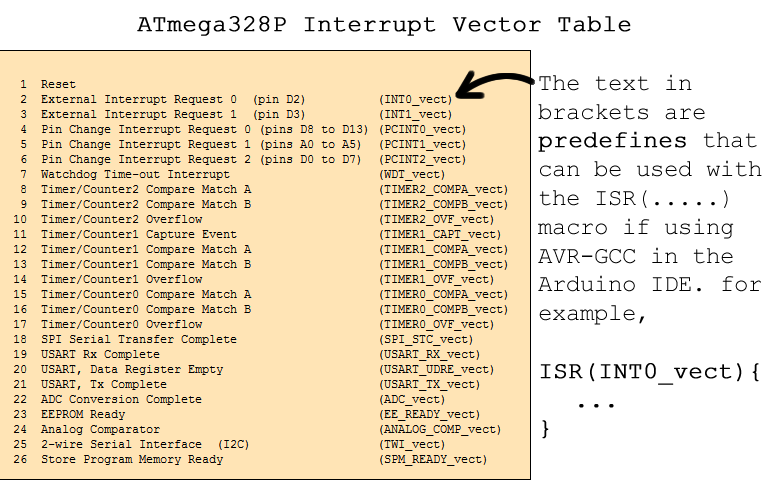 ATmega328P Interrupt Vector Table
1 Reset
2 External Interrupt Request 0 (pin D2) (INT0_vect)
3 External Interrupt Request 1 (pin D3) (INT1_vect)
4 Pin Change Interrupt Request 0 (pins D8 to D13) (PCINT0_vect)
5 Pin Change Interrupt Request 1 (pins A0 to A5) (PCINT1_vect)
6 Pin Change Interrupt Request 2 (pins D0 to D7) (PCINT2_vect)
7 Watchdog Time-out Interrupt (WDT_vect)
8 Timer/Counter2 Compare Match A (TIMER2_COMPA_vect)
9 Timer/Counter2 Compare Match B (TIMER2_COMPB_vect)
10 Timer/Counter2 Overflow (TIMER2_OVF_vect)
11 Timer/Counter1 Capture Event (TIMER1_CAPT_vect)
12 Timer/Counter1 Compare Match A (TIMER1_COMPA_vect)
13 Timer/Counter1 Compare Match B (TIMER1_COMPB_vect)
14 Timer/Counter1 Overflow (TIMER1_OVF_vect)
15 Timer/Counter0 Compare Match A (TIMER0_COMPA_vect)
16 Timer/Counter0 Compare Match B (TIMER0_COMPB_vect)
17 Timer/Counter0 Overflow (TIMER0_OVF_vect)
18 SPI Serial Transfer Complete (SPI_STC_vect)
19 USART Rx Complete (USART_RX_vect)
20 USART, Data Register Empty (USART_UDRE_vect)
21 USART, Tx Complete (USART_TX_vect)
22 ADC Conversion Complete (ADC_vect)
23 EEPROM Ready (EE_READY_vect)
24 Analog Comparator (ANALOG_COMP_vect)
25 2-wire Serial Interface (I2C) (TWI_vect)
26 Store Program Memory Ready (SPM_READY_vect)
The text in
brackets are
predefines that
can be used with
the ISR(.....)
macro if using
AVR-GCC in the
Arduino IDE. for
example,
ISR(INT0_vect){
...
}